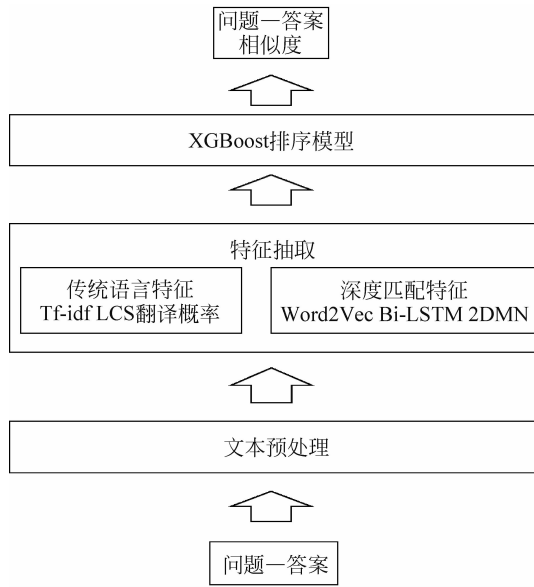 问题—答案
相似度
XGBoost排序模型
特征抽取
传统语言特征
Tf-idf LCS翻译概率
深度匹配特征
Word2Vec Bi-LSTM 2DMN
文本预处理
问题—答案